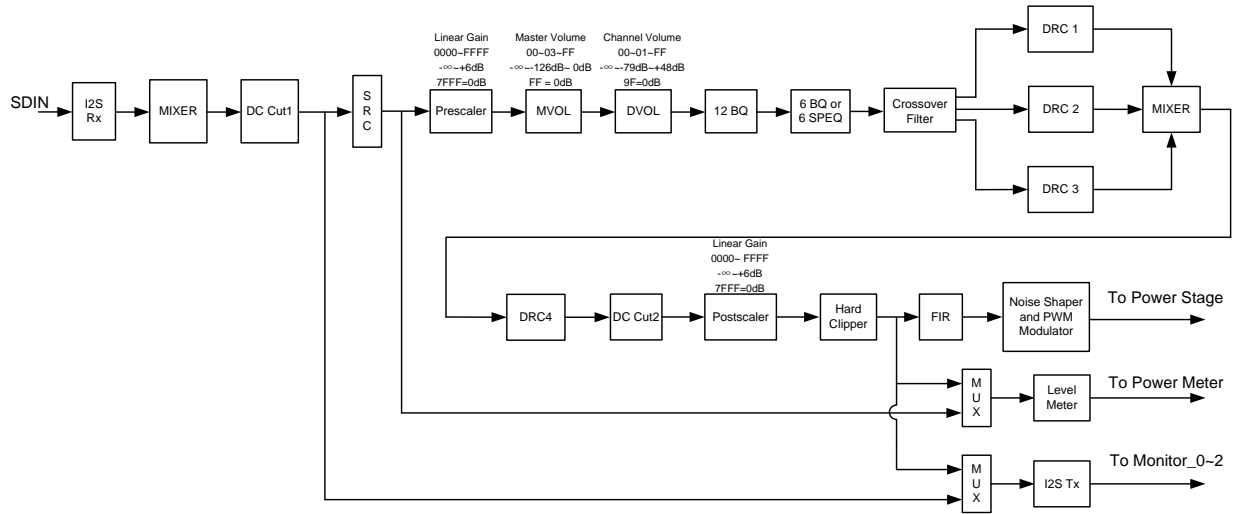 Linear Gain
0000~FFFF
-∞~+6dB
7FFF=0dB
Master Volume
00~03~FF
-∞~-126dB~ 0dB
FF = 0dB
Channel Volume
00~01~FF
-∞~-79dB~+48dB
9F=0dB
SDIN
I2S
Rx
MIXER
DC Cut1
S
R
C
Prescaler
MVOL
DVOL
12 BQ
6 BQ or
6 SPEQ
Crossover
Filter
DRC 1
DRC 2
DRC 3
MIXER
Linear Gain
0000~ FFFF
-∞~+6dB
7FFF=0dB
DRC4
DC Cut2
Postscaler
Hard
Clipper
FIR
Noise Shaper
and PWM
Modulator
To Power Stage
M
U
X
Level
Meter
To Power Meter
M
U
X
I2S Tx
To Monitor_0~2